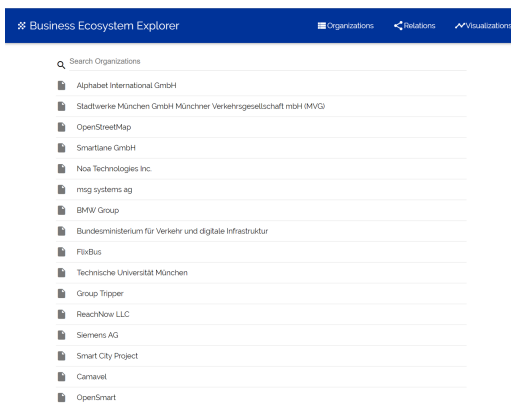 Business Ecosystem Explorer
Organizations
Relations
Visualizations
Search Organizations
Alphabet International GmbH
Stadtwerke München GmbH Münchner Verkehrsgesellschaft mbH (MVG)
OpenStreetMap
Smartlane GmbH
Noa Technologies Inc.
msg systems ag
BMW Group
Bundesministerium für Verkehr und digitale Infrastruktur
FlixBus
Technische Universität München
Group Tripper
ReachNow LLC
Siemens AG
Smart City Project
Camavel
OpenSmart